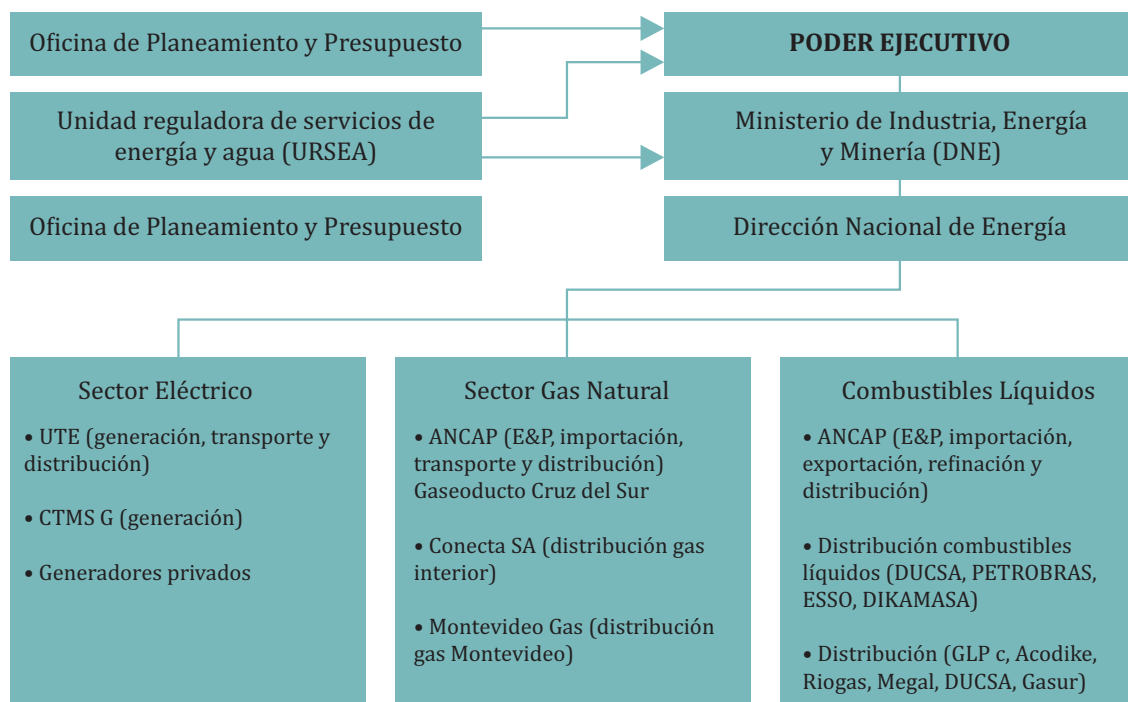 Oficina de Planeamiento y Presupuesto
PODER EJECUTIVO
Unidad reguladora de servicios de
energía y agua (URSEA)
Ministerio de Industria, Energía
y Minería (DNE)
Oficina de Planeamiento y Presupuesto
Dirección Nacional de Energía
Sector Eléctrico
• UTE (generación, transporte y
distribución)
• CTMS G (generación)
• Generadores privados
Sector Gas Natural
• ANCAP (E&P, importación,
transporte y distribución)
Gaseoducto Cruz del Sur
• Conecta SA (distribución gas
interior)
• Montevideo Gas (distribución
gas Montevideo)
Combustibles Líquidos
• ANCAP (E&P, importación,
exportación, refinación y
distribución)
• Distribución combustibles
líquidos (DUCSA, PETROBRAS,
ESSO, DIKAMASA)
• Distribución (GLP c, Acodike,
Riogas, Megal, DUCSA, Gasur)